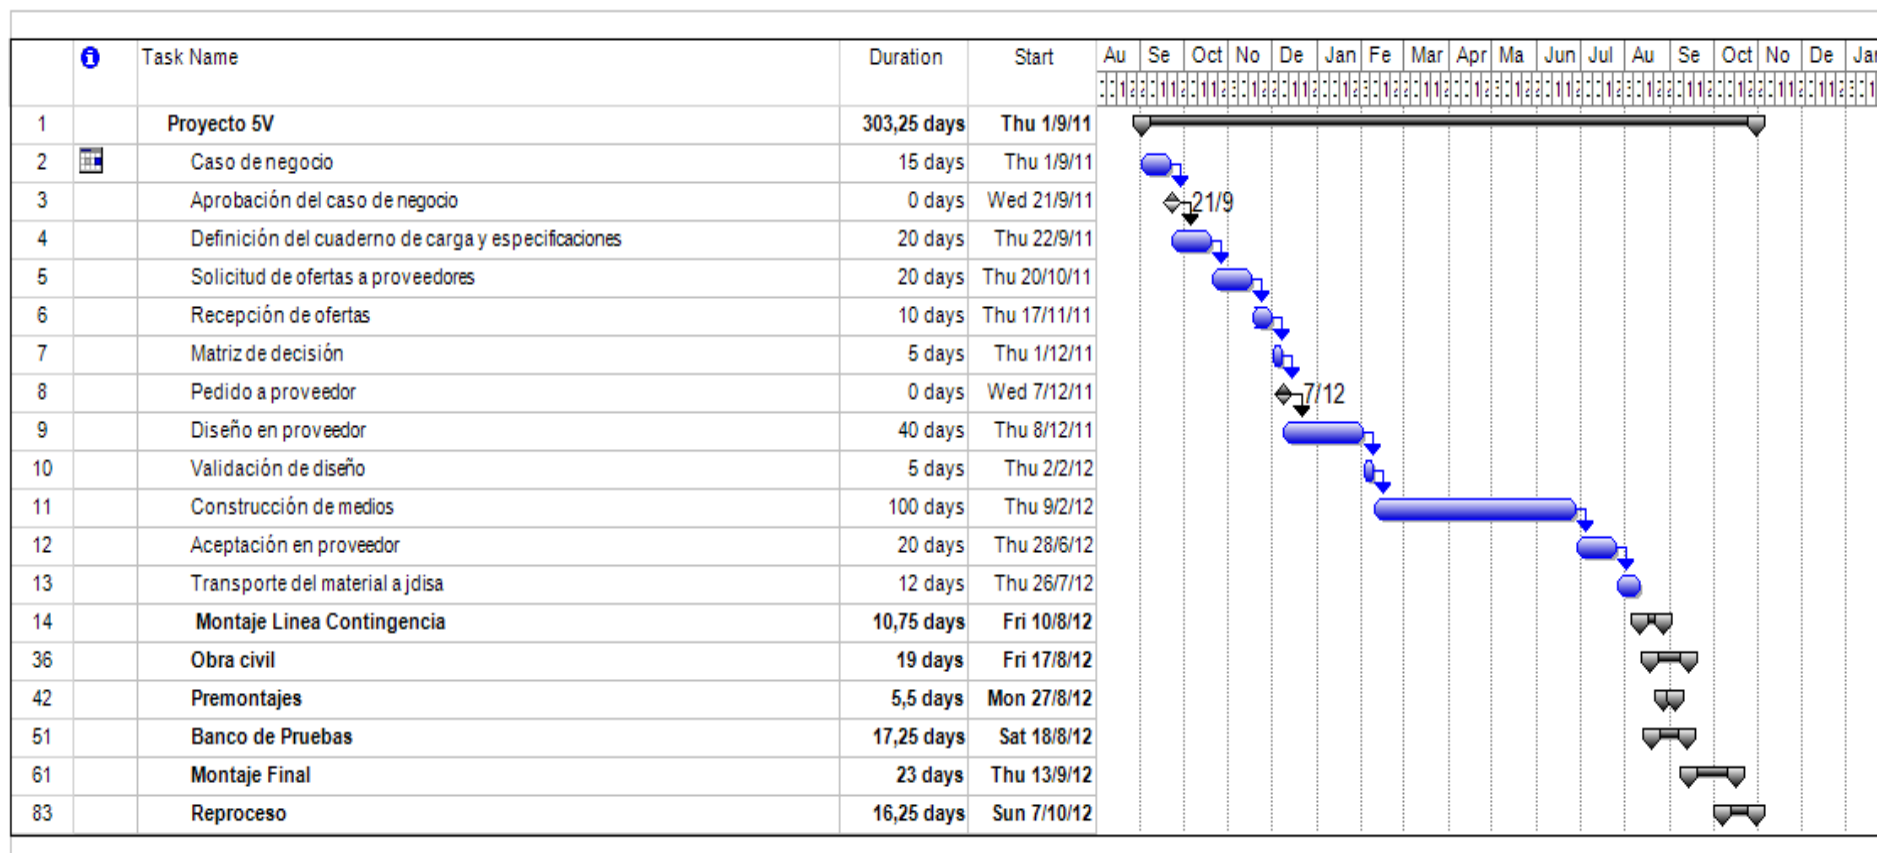 Task Name Duration Start Au Se Oct No De Jan Fe Mar Apr Ma Jun Jul Au Se Oct No De Jan
1 Proyecto 5V 303,25 days Thu 1/9/11
2 Caso de negocio 15 days Thu 1/9/11
3 Aprobación del caso de negocio 0 days Wed 21/9/11 21/9
4 Definición del cuaderno de carga y especificaciones 20 days Thu 22/9/11
5 Solicitud de ofertas a proveedores 20 days Thu 20/10/11
6 Recepción de ofertas 10 days Thu 17/11/11
7 Matriz de decisión 5 days Thu 1/12/11
8 Pedido a proveedor 0 days Wed 7/12/11 7/12
9 Diseño en proveedor 40 days Thu 8/12/11
10 Validación de diseño 5 days Thu 2/2/12
11 Construcción de medios 100 days Thu 9/2/12
12 Aceptación en proveedor 20 days Thu 28/6/12
13 Transporte del material a jdisa 12 days Thu 26/7/12
14 Montaje Linea Contingencia 10,75 days Fri 10/8/12
36 Obra civil 19 days Fri 17/8/12
42 Premontajes 5,5 days Mon 27/8/12
51 Banco de Pruebas 17,25 days Sat 18/8/12
61 Montaje Final 23 days Thu 13/9/12
83 Reproceso 16,25 days Sun 7/10/12